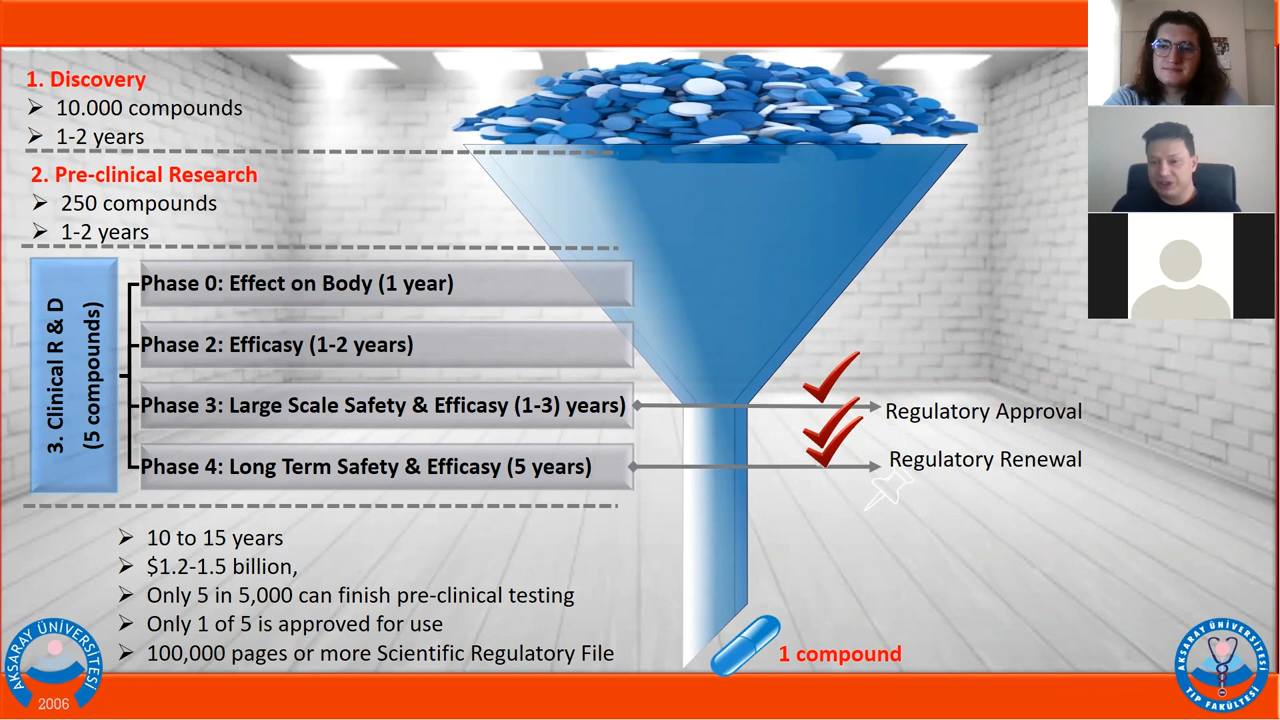 1. Discovery
➢ 10.000 compounds
➢ 1-2 years
2. Pre-clinical Research
➢ 250 compounds
➢ 1-2 years
3. Clinical R & D
(5 compounds)
Phase 0: Effect on Body (1 year)
Phase 2: Efficasy (1-2 years)
Phase 3: Large Scale Safety & Efficasy (1-3) years)
Regulatory Approval
Phase 4: Long Term Safety & Efficasy (5 years)
Regulatory Renewal
➢ 10 to 15 years
➢ $1.2-1.5 billion,
➢ Only 5 in 5,000 can finish pre-clinical testing
➢ Only 1 of 5 is approved for use
➢ 100,000 pages or more Scientific Regulatory File
1 compound
AKSARAY ÜNİVERSİTESİ
2006
AKSARAY ÜNİVERSİTESİ
TIP FAKÜLTESİ